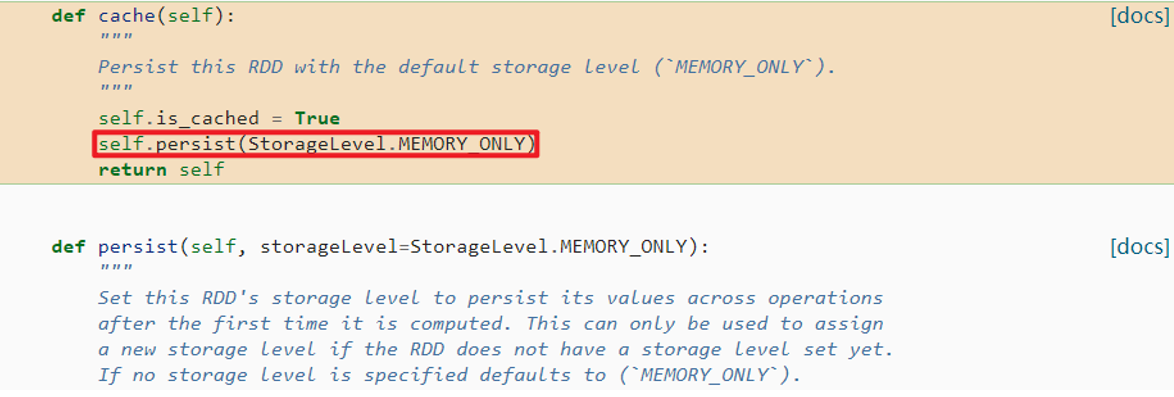 def cache(self): [docs]
"""
Persist this RDD with the default storage level (`MEMORY_ONLY`).
"""
self.is_cached = True
self.persist(StorageLevel.MEMORY_ONLY)
return self
def persist(self, storageLevel=StorageLevel.MEMORY_ONLY): [docs]
"""
Set this RDD's storage level to persist its values across operations
after the first time it is computed. This can only be used to assign
a new storage level if the RDD does not have a storage level set yet.
If no storage level is specified defaults to (`MEMORY_ONLY`).